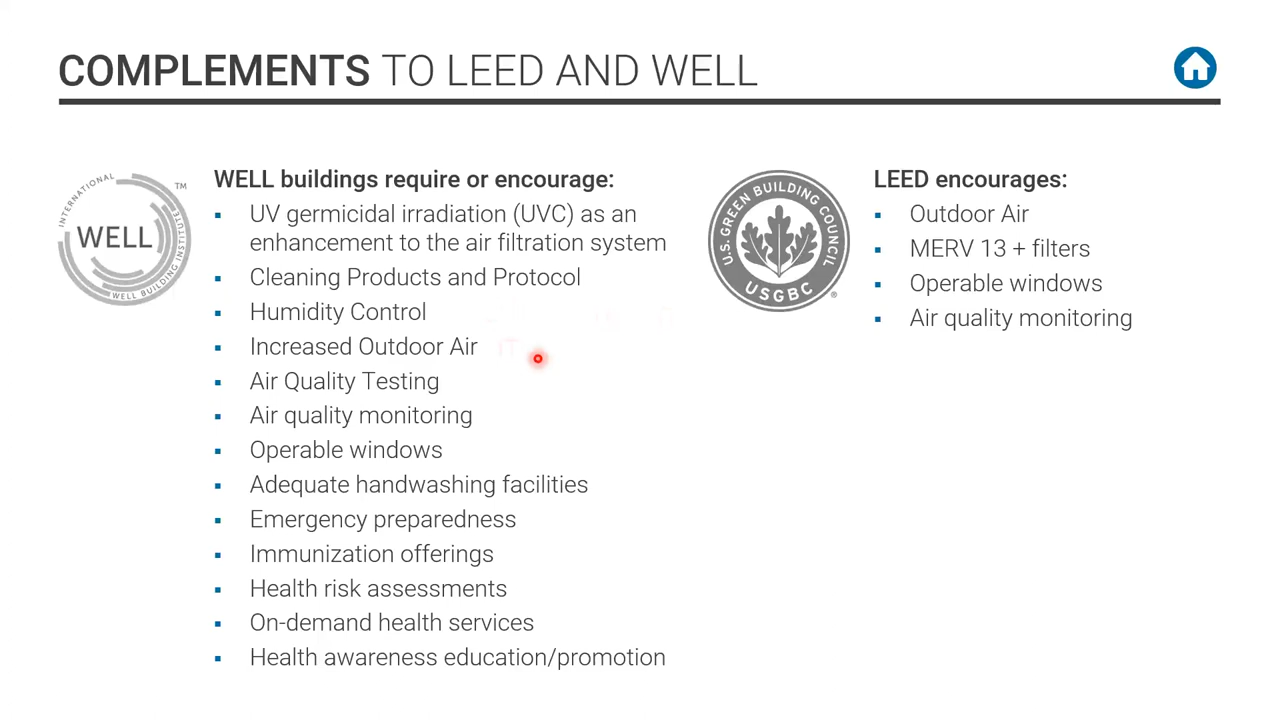 COMPLEMENTS TO LEED AND WELL
INTERNATIONAL
WELL
WELL BUILDING INSTITUTE
TM
WELL buildings require or encourage:
▪ UV germicidal irradiation (UVC) as an
enhancement to the air filtration system
▪ Cleaning Products and Protocol
▪ Humidity Control
▪ Increased Outdoor Air
▪ Air Quality Testing
▪ Air quality monitoring
▪ Operable windows
▪ Adequate handwashing facilities
▪ Emergency preparedness
▪ Immunization offerings
▪ Health risk assessments
▪ On-demand health services
▪ Health awareness education/promotion
U.S. GREEN BUILDING COUNCIL
USGBC
®
LEED encourages:
▪ Outdoor Air
▪ MERV 13 + filters
▪ Operable windows
▪ Air quality monitoring